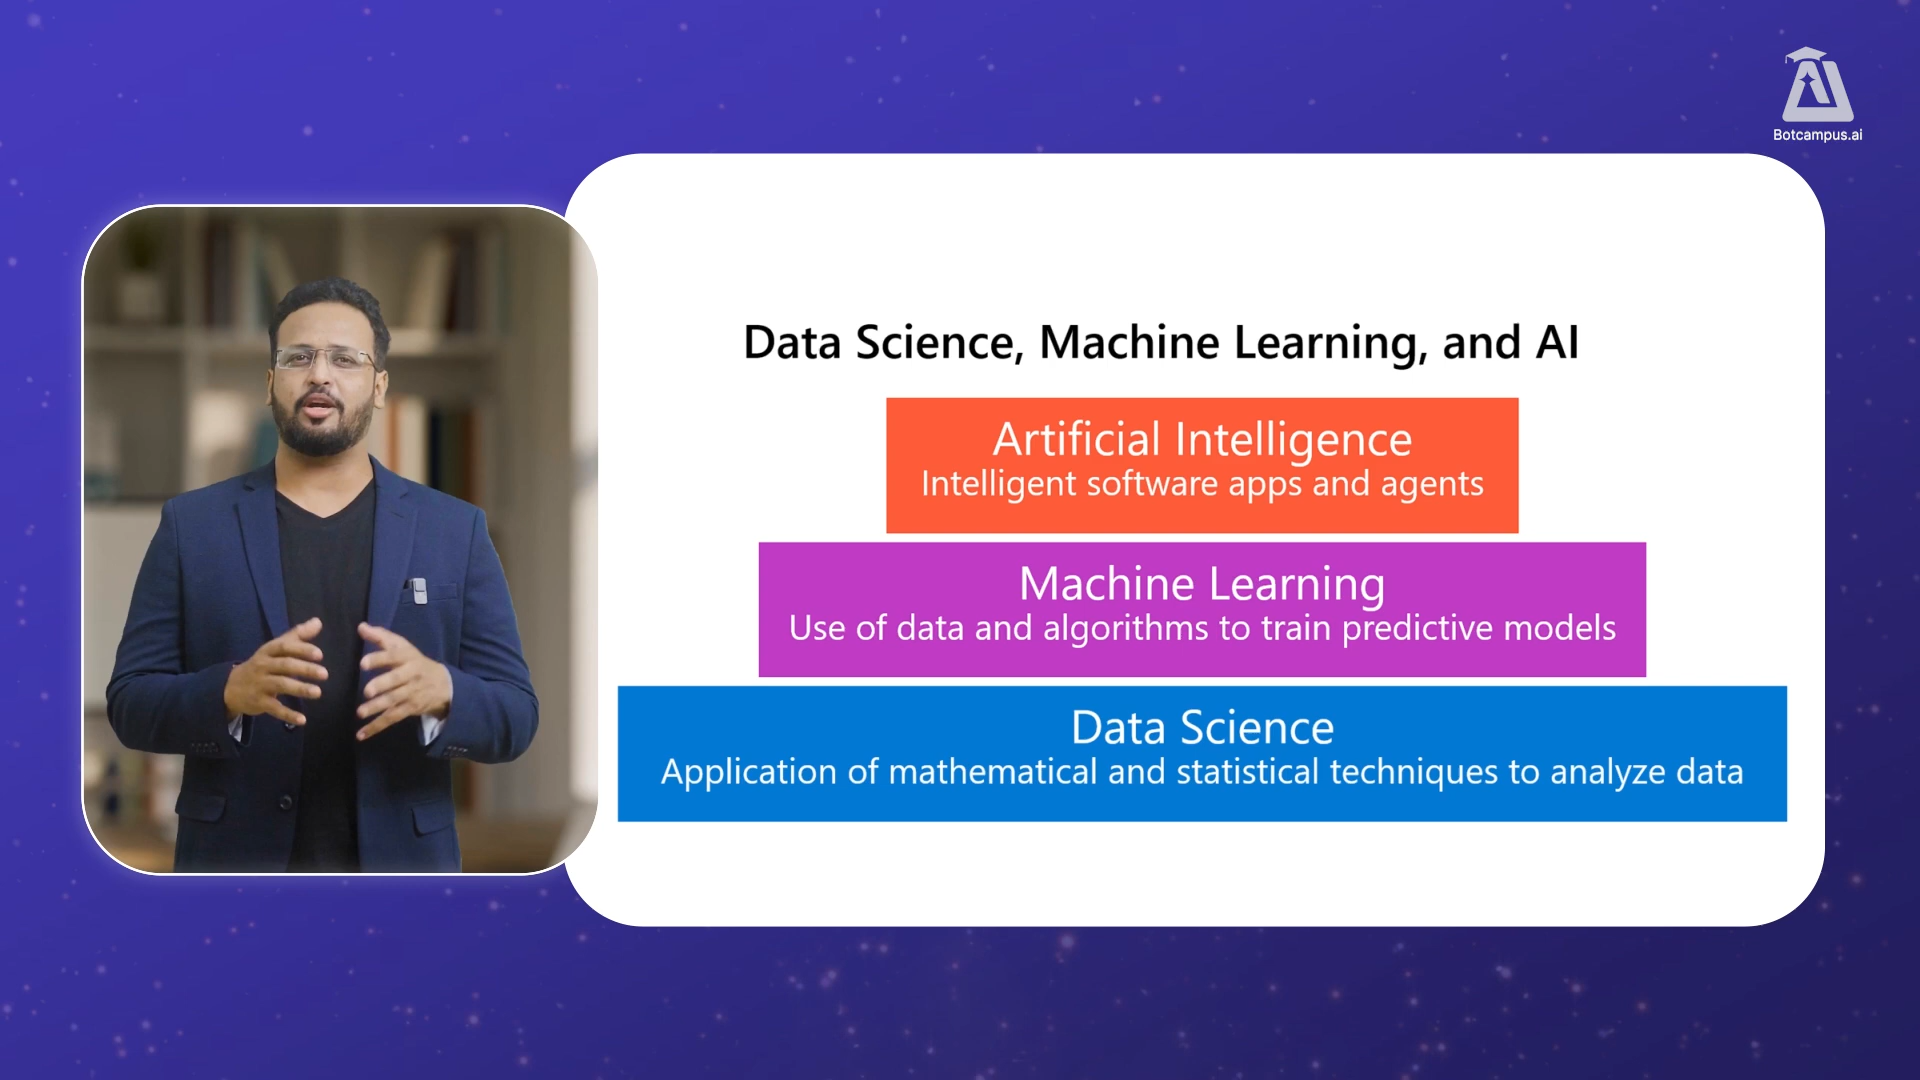 Botcampus.ai
Data Science, Machine Learning, and AI
Artificial Intelligence
Intelligent software apps and agents
Machine Learning
Use of data and algorithms to train predictive models
Data Science
Application of mathematical and statistical techniques to analyze data